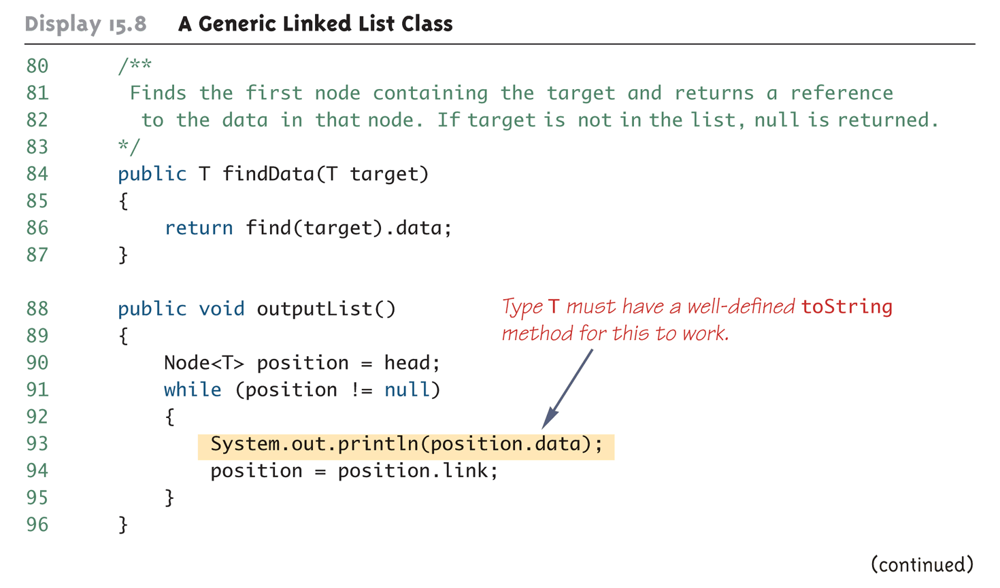 Display 15.8 A Generic Linked List Class
80 /**
81 Finds the first node containing the target and returns a reference
82 to the data in that node. If target is not in the list, null is returned.
83 */
84 public T findData(T target)
85 {
86 return find(target).data;
87 }
88 public void outputList()
Type T must have a well-defined toString
method for this to work.
89 {
90 Node<T> position = head;
91 while (position != null)
92 {
93 System.out.println(position.data);
94 position = position.link;
95 }
96 }
(continued)